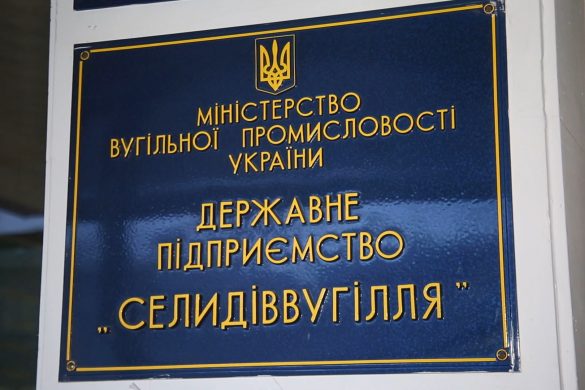 МІНІСТЕРСТВО
ВУГІЛЬНОЇ ПРОМИСЛОВОСТІ
УКРАЇНИ
ДЕРЖАВНЕ
ПІДПРИЄМСТВО
„ СЕЛИДІВВУГІЛЛЯ "